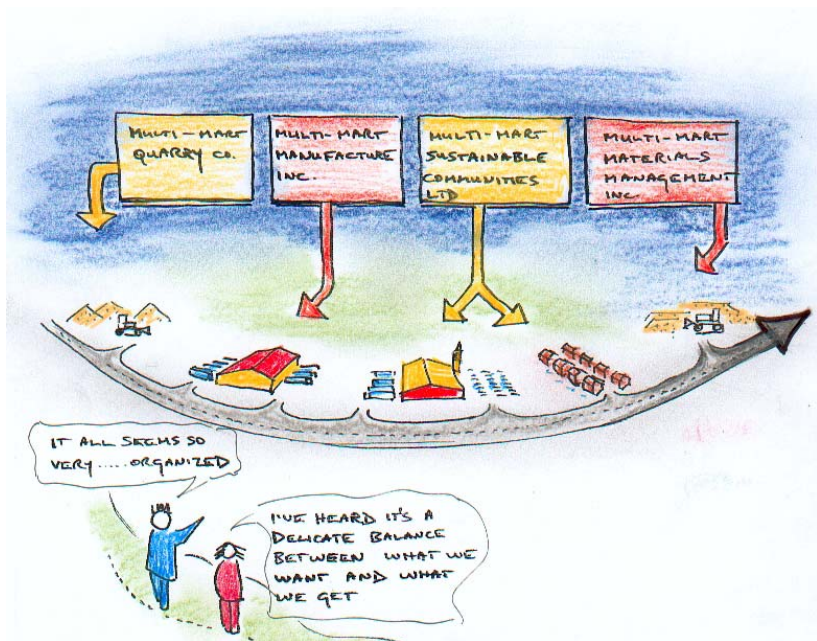 MULTI-MART
QUARRY CO.
MULTI-MART
MANUFACTURE
INC.
MULTI-MART
SUSTAINABLE
COMMUNITIES
LTD
MULTI-MART
MATERIALS
MANAGEMENT
INC.
IT ALL SEEMS SO
VERY.....ORGANIZED
I'VE HEARD IT'S A
DELICATE BALANCE
BETWEEN WHAT WE
WANT AND WHAT
WE GET